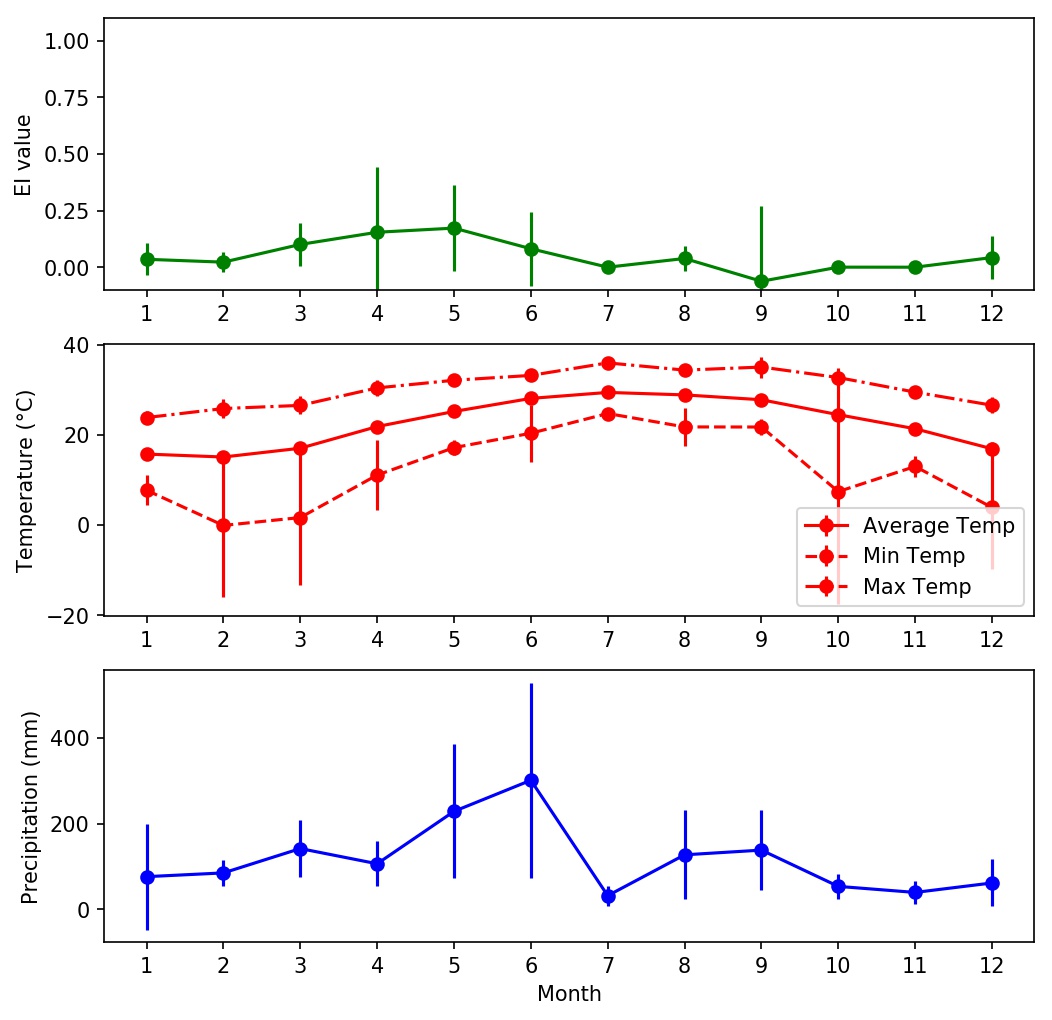 1.00
0.75
0.50
0.25
0.00
EI value
1 2 3 4 5 6 7 8 9 10 11 12
40
20
0
−20
Temperature (°C)
Average Temp
Min Temp
Max Temp
1 2 3 4 5 6 7 8 9 10 11 12
400
200
0
Precipitation (mm)
1 2 3 4 5 6 7 8 9 10 11 12
Month